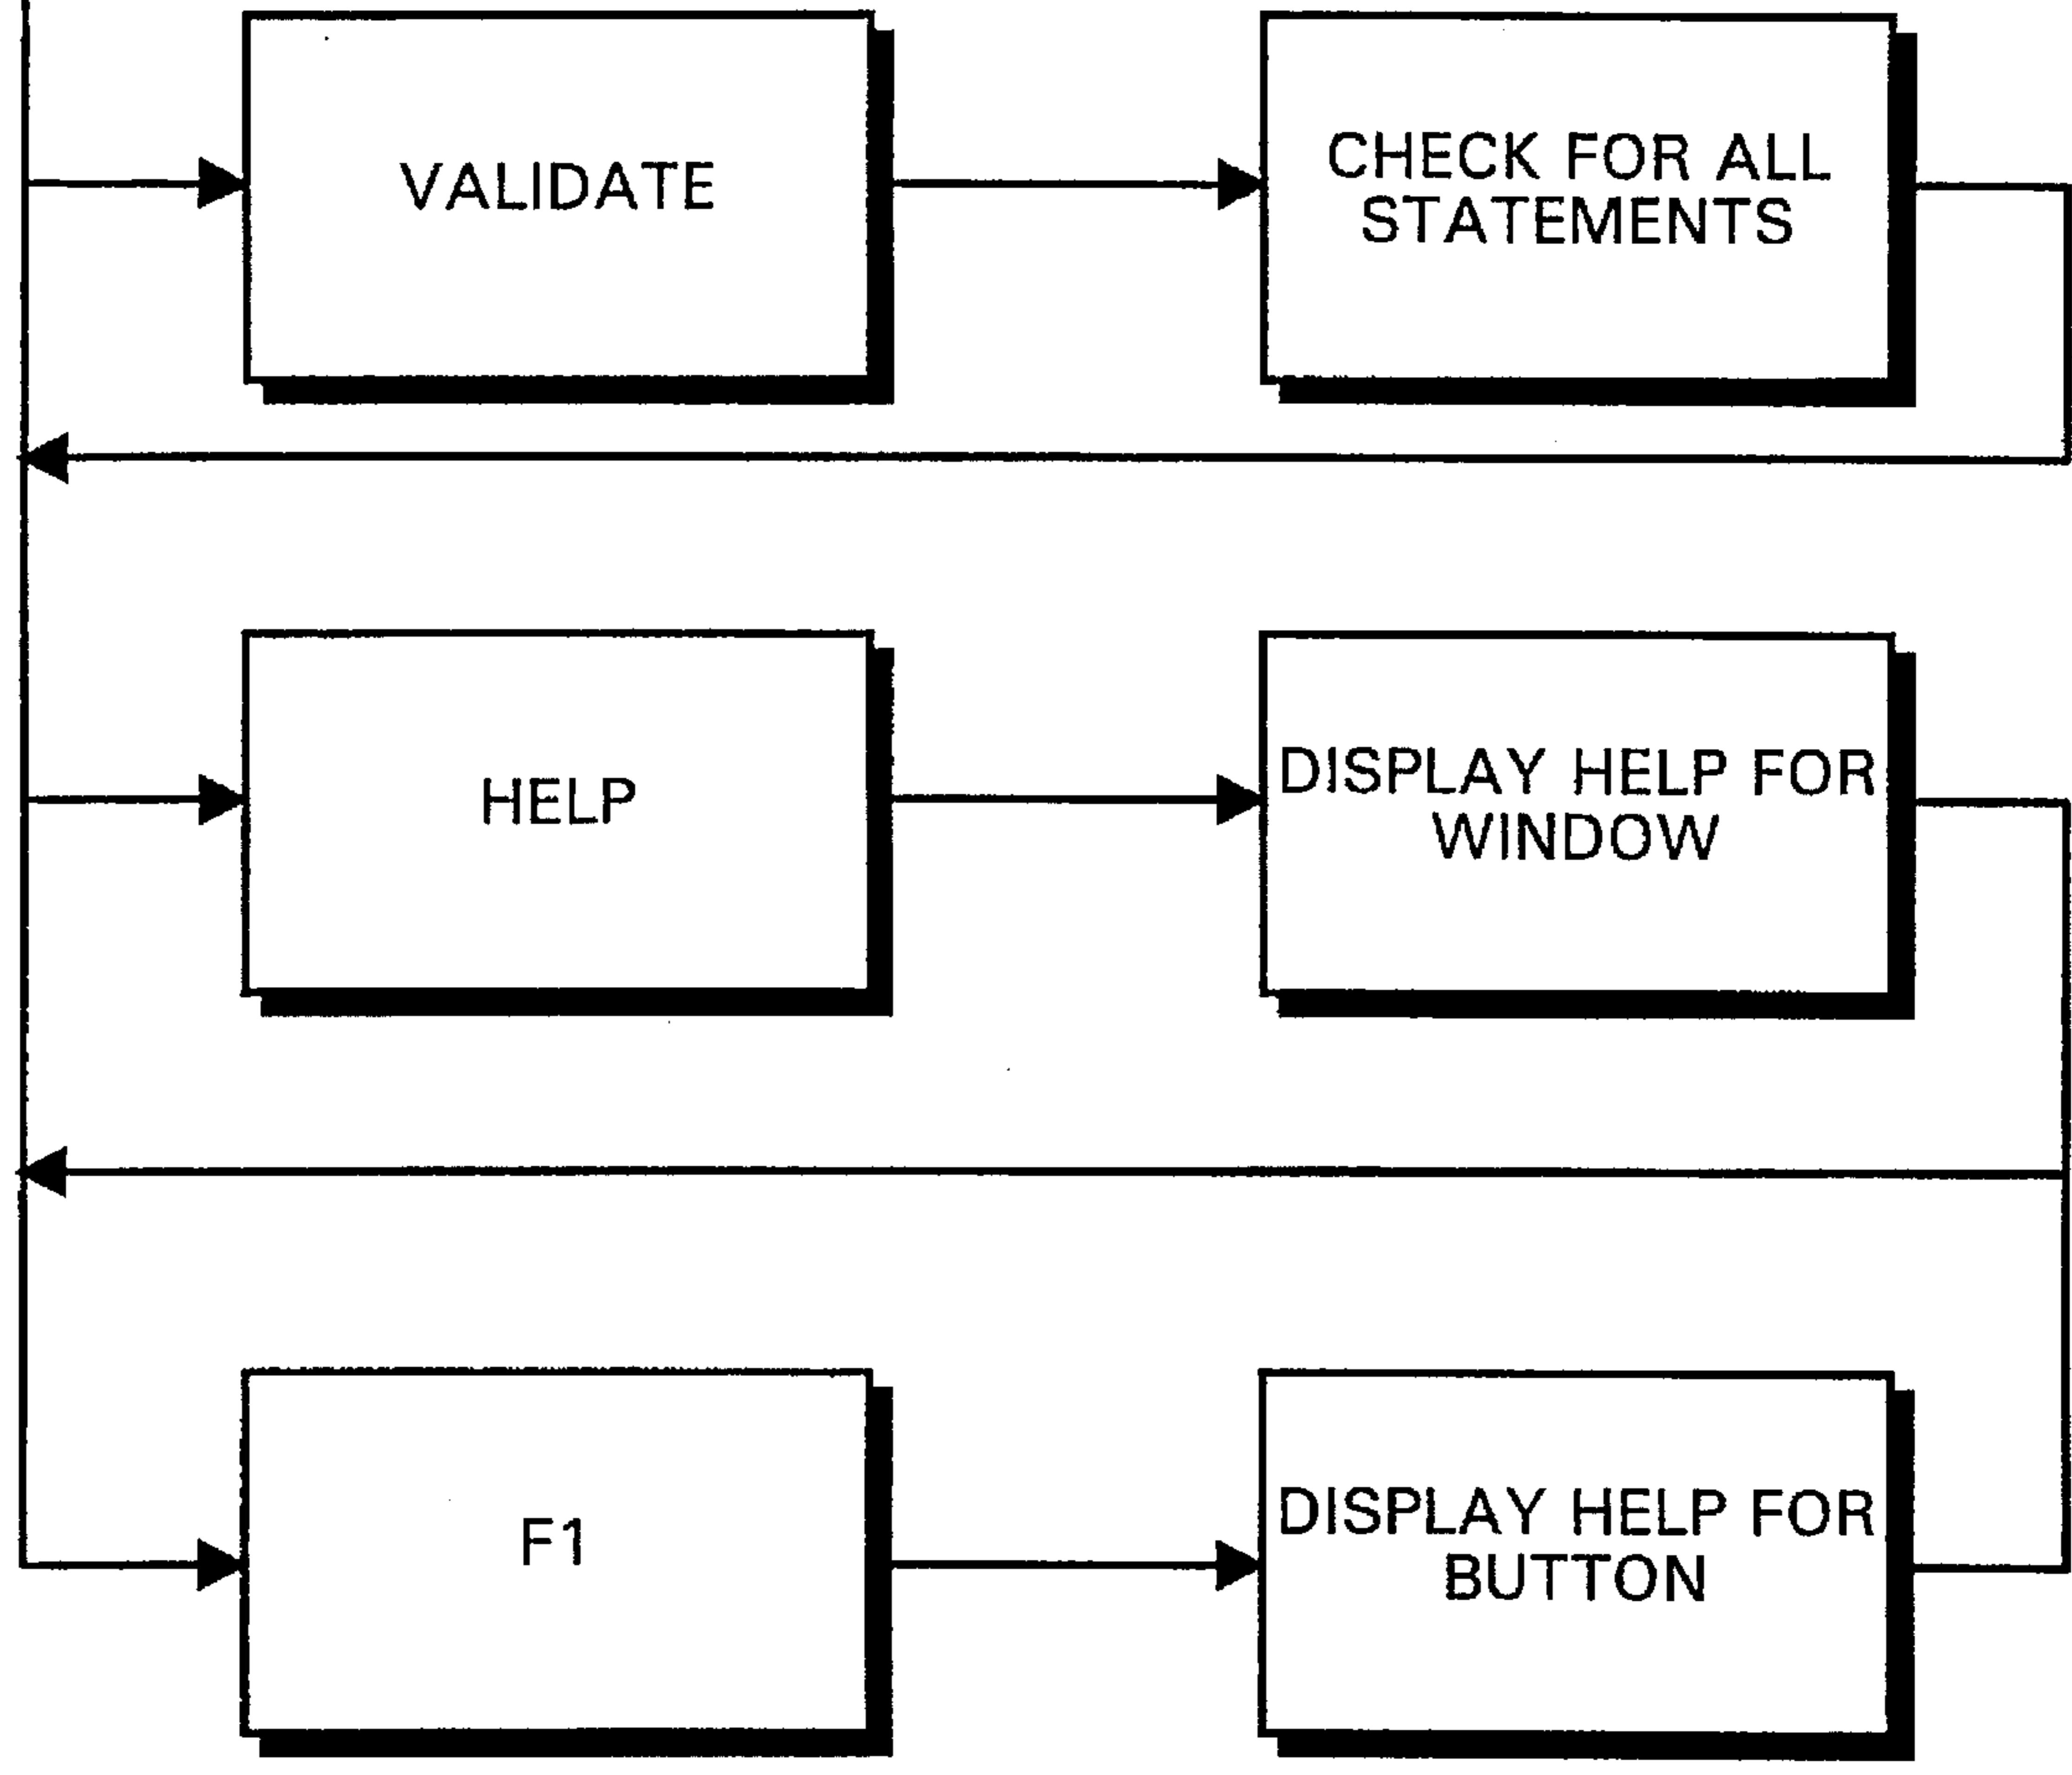 VALIDATE
CHECK FOR ALL
STATEMENTS
HELP
DISPLAY HELP FOR
WINDOW
F1
DISPLAY HELP FOR
BUTTON